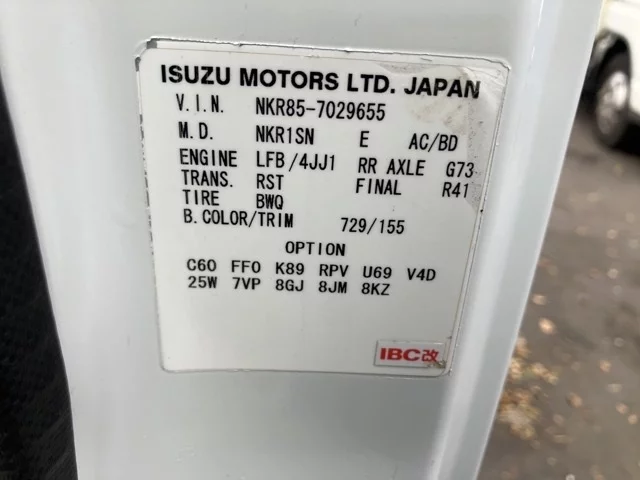 ISUZU MOTORS LTD. JAPAN
V.I.N. NKR85-7029655
M.D. NKR1SN E AC/BD
ENGINE LFB/4JJ1 RR AXLE G73
TRANS. RST FINAL R41
TIRE BWQ
B.COLOR/TRIM 729/155
OPTION
C60 FF0 K89 RPV U69 V4D
25W 7VP 8GJ 8JM 8KZ
IBC改